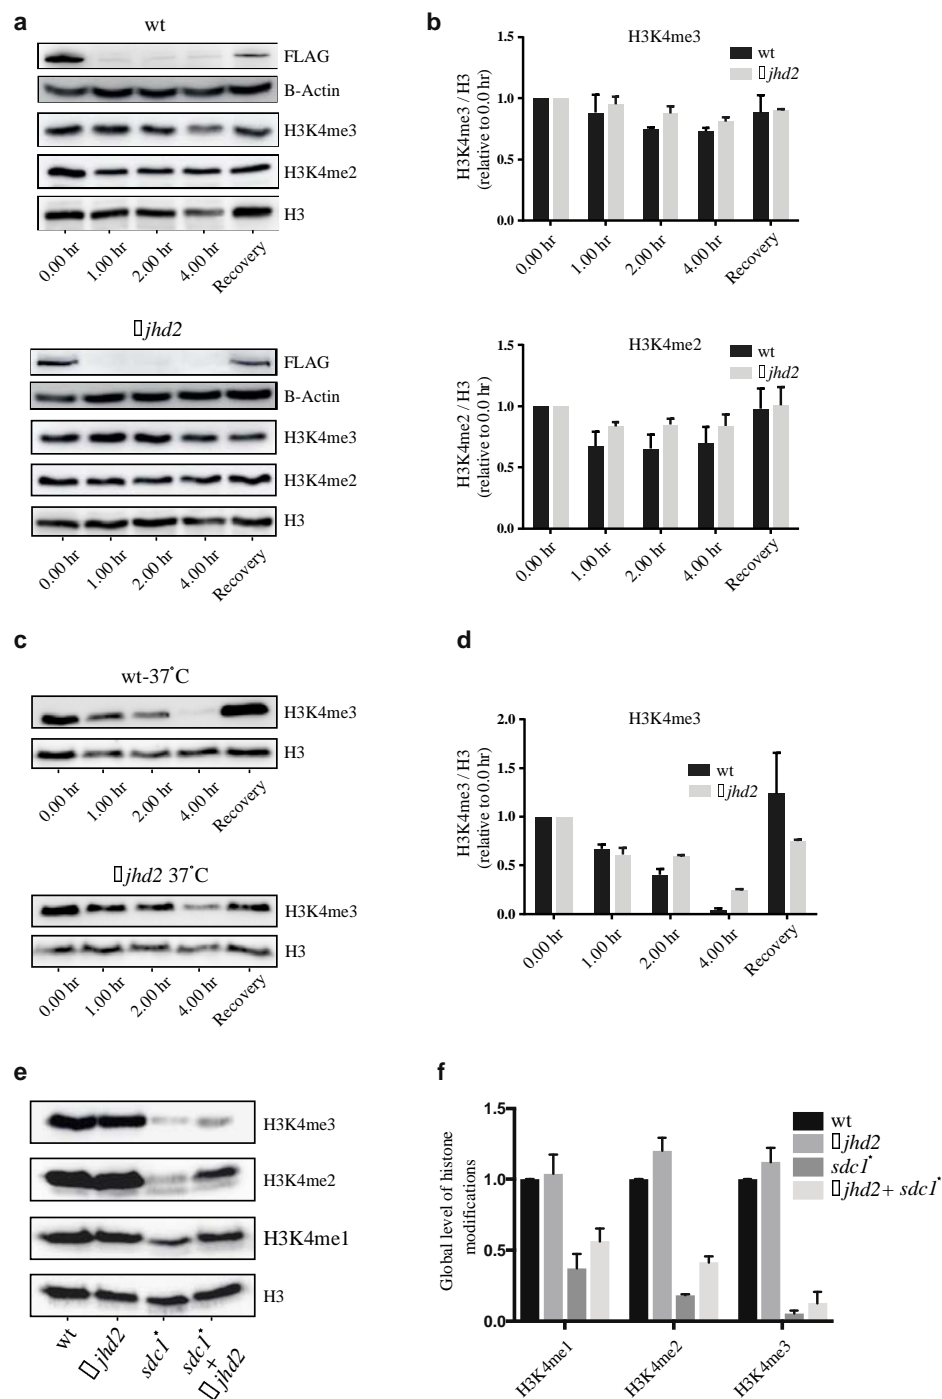 a
wt
FLAG
B-Actin
H3K4me3
H3K4me2
H3
0.00 hr
1.00 hr
2.00 hr
4.00 hr
Recovery
▯jhd2
FLAG
B-Actin
H3K4me3
H3K4me2
H3
0.00 hr
1.00 hr
2.00 hr
4.00 hr
Recovery
b
H3K4me3
wt
▯jhd2
H3K4me3 / H3
(relative to 0.0 hr)
1.5
1.0
0.5
0.0
0.00 hr
1.00 hr
2.00 hr
4.00 hr
Recovery
H3K4me2
wt
▯jhd2
H3K4me2 / H3
(relative to 0.0 hr)
1.5
1.0
0.5
0.0
0.00 hr
1.00 hr
2.00 hr
4.00 hr
Recovery
c
wt-37°C
H3K4me3
H3
0.00 hr
1.00 hr
2.00 hr
4.00 hr
Recovery
▯jhd2 37°C
H3K4me3
H3
0.00 hr
1.00 hr
2.00 hr
4.00 hr
Recovery
d
H3K4me3
wt
▯jhd2
H3K4me3 / H3
(relative to 0.0 hr)
2.0
1.5
1.0
0.5
0.0
0.00 hr
1.00 hr
2.00 hr
4.00 hr
Recovery
e
H3K4me3
H3K4me2
H3K4me1
H3
wt
▯jhd2
sdc1*
sdc1*
+
▯jhd2
f
Global level of histone
modifications
1.5
1.0
0.5
0.0
wt
▯jhd2
sdc1*
▯jhd2+ sdc1*
H3K4me1
H3K4me2
H3K4me3